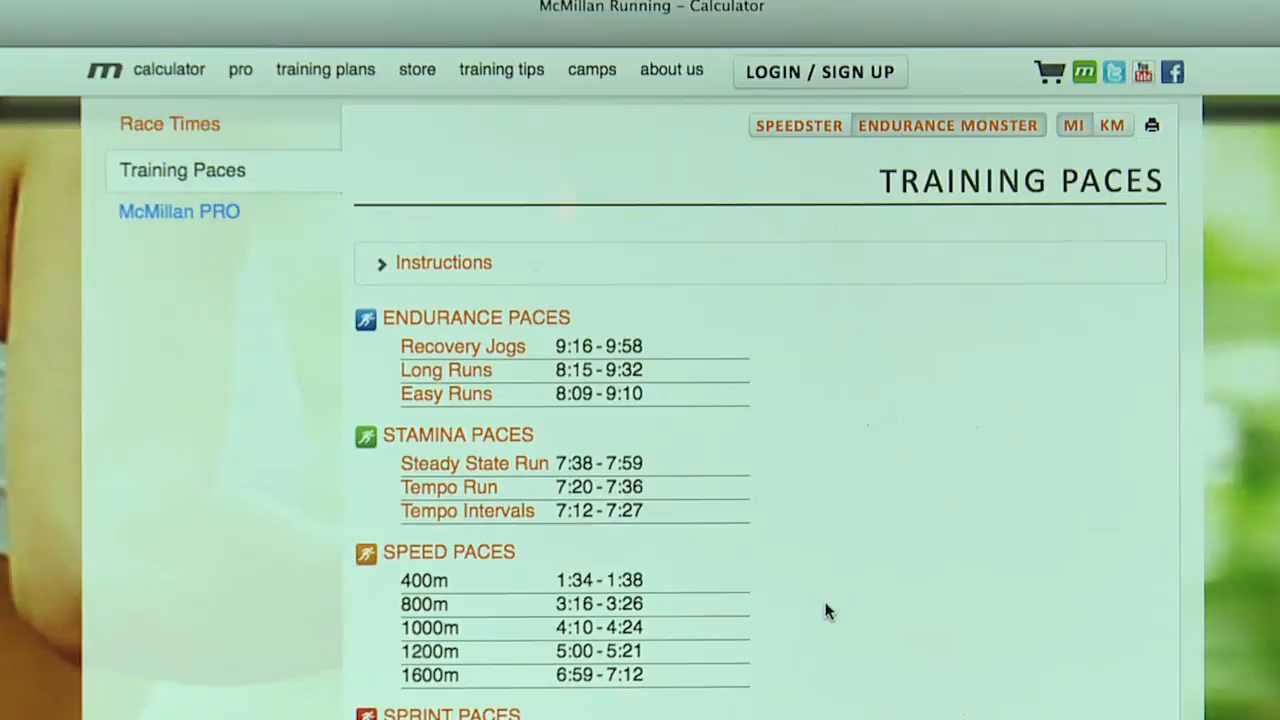 McMillan Running – Calculator
m calculator pro training plans store training tips camps about us LOGIN / SIGN UP
Race Times
SPEEDSTER ENDURANCE MONSTER MI KM
Training Paces
TRAINING PACES
McMillan PRO
Instructions
ENDURANCE PACES
Recovery Jogs 9:16 - 9:58
Long Runs 8:15 - 9:32
Easy Runs 8:09 - 9:10
STAMINA PACES
Steady State Run 7:38 - 7:59
Tempo Run 7:20 - 7:36
Tempo Intervals 7:12 - 7:27
SPEED PACES
400m 1:34 - 1:38
800m 3:16 - 3:26
1000m 4:10 - 4:24
1200m 5:00 - 5:21
1600m 6:59 - 7:12
SPRINT PACES